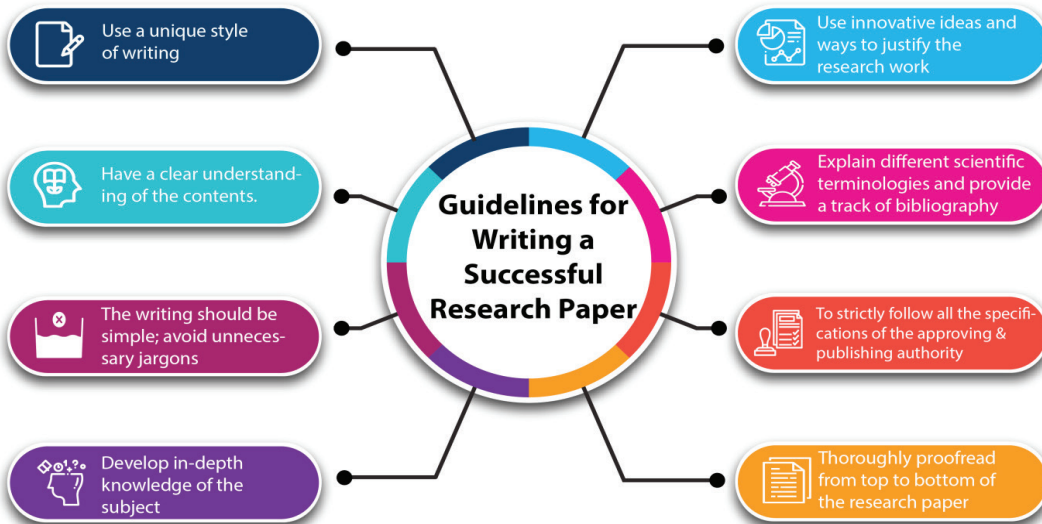 Use a unique style
of writing
Have a clear understand-
ing of the contents.
The writing should be
simple; avoid unneces-
sary jargons
Develop in-depth
knowledge of the
subject
Guidelines for
Writing a
Successful
Research Paper
Use innovative ideas and
ways to justify the
research work
Explain different scientific
terminologies and provide
a track of bibliography
To strictly follow all the specifi-
cations of the approving &
publishing authority
Thoroughly proofread
from top to bottom of
the research paper